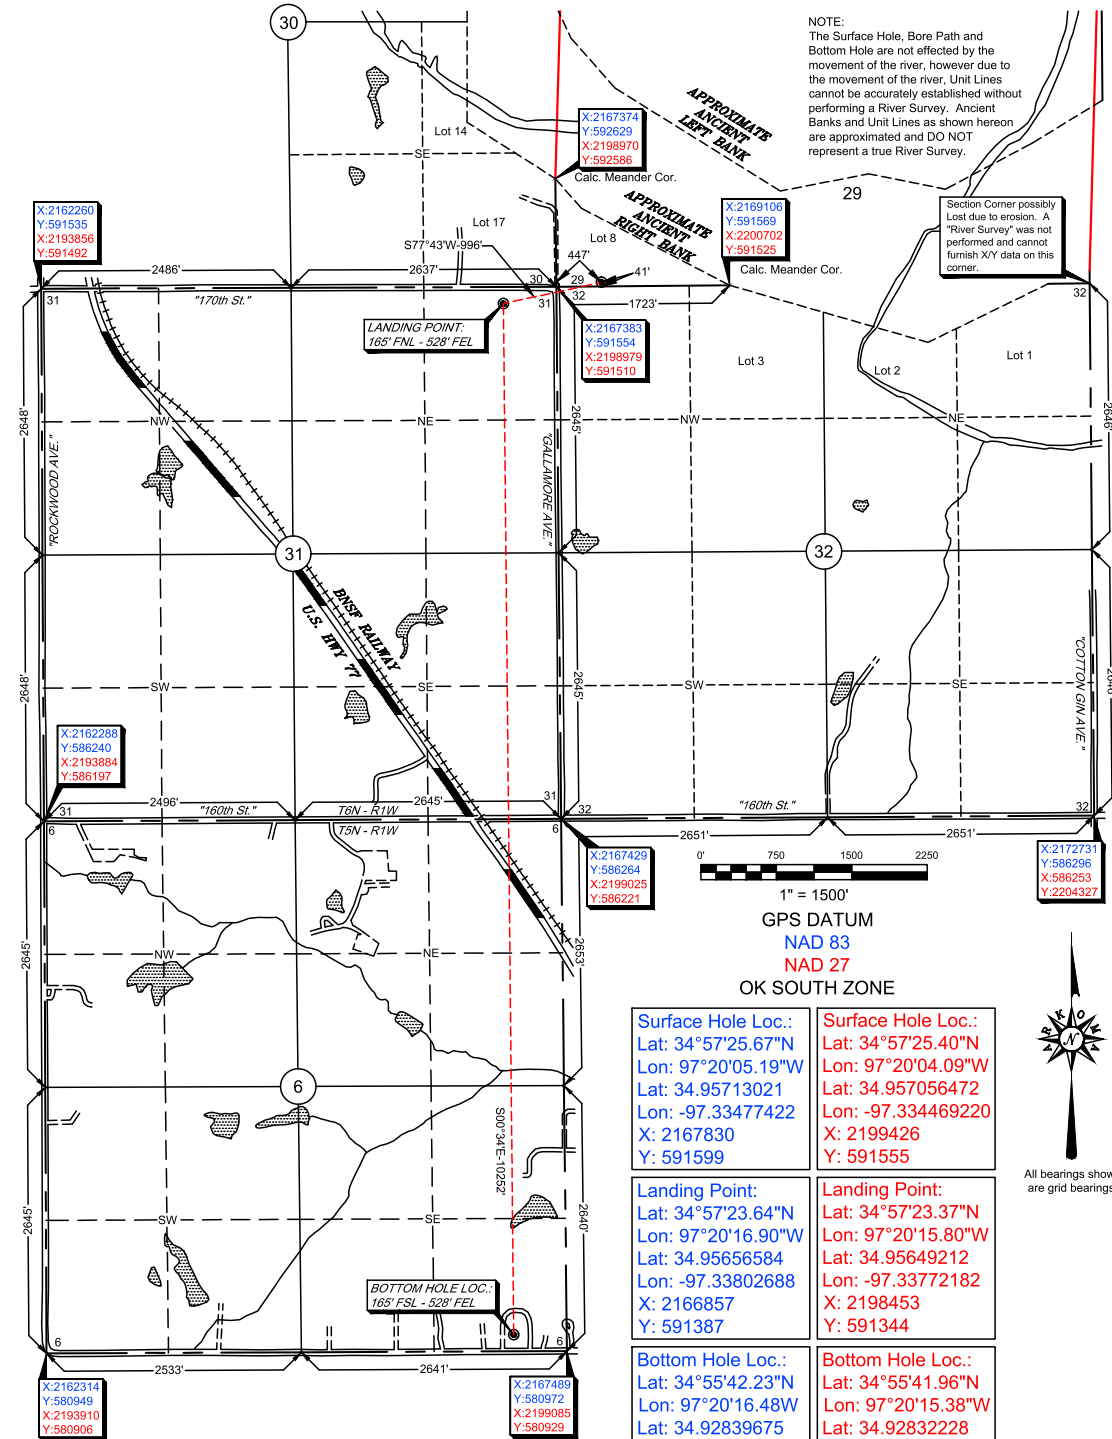 30
NOTE:
The Surface Hole, Bore Path and
Bottom Hole are not effected by the
movement of the river, however due to
the movement of the river, Unit Lines
cannot be accurately established without
performing a River Survey. Ancient
Banks and Unit Lines as shown hereon
are approximated and DO NOT
represent a true River Survey.
APPROXIMATE
ANCIENT
LEFT BANK
X:2167374
Y:592629
X:2198970
Y:592586
Lot 14
SE
Calc. Meander Cor.
29
APPROXIMATE
ANCIENT
RIGHT BANK
X:2162260
Y:591535
X:2193856
Y:591492
Lot 17
Lot 8
X:2169106
Y:591569
X:2200702
Y:591525
Section Corner possibly
Lost due to erosion. A
"River Survey" was not
performed and cannot
furnish X/Y data on this
corner.
S77°43'W-996'
447'
41'
Calc. Meander Cor.
2486'
2637'
30
29
31
"170th St."
31
32
1723'
32
LANDING POINT:
165' FNL - 528' FEL
X:2167383
Y:591554
X:2198979
Y:591510
Lot 3
Lot 2
Lot 1
2648'
NW
NE
2645'
NW
NE
2646'
"ROCKWOOD AVE."
"GALLAMORE AVE."
31
32
BNSF RAILWAY
U.S. HWY 77
2648'
SW
SE
2645'
SW
SE
2646'
"COTTON GIN AVE."
X:2162288
Y:586240
X:2193884
Y:586197
31
2496'
"160th St."
T6N - R1W
2645'
31
32
"160th St."
32
6
T5N - R1W
6
2651'
2651'
X:2167429
Y:586264
X:2199025
Y:586221
0'
750
1500
2250
1" = 1500'
X:2172731
Y:586296
X:586253
Y:2204327
GPS DATUM
NAD 83
NAD 27
OK SOUTH ZONE
2645'
NW
NE
2653'
Surface Hole Loc.:
Lat: 34°57'25.67"N
Lon: 97°20'05.19"W
Lat: 34.95713021
Lon: -97.33477422
X: 2167830
Y: 591599
Surface Hole Loc.:
Lat: 34°57'25.40"N
Lon: 97°20'04.09"W
Lat: 34.957056472
Lon: -97.334469220
X: 2199426
Y: 591555
ARKOMA
N
All bearings show
are grid bearings
6
S00°34'E-10252'
Landing Point:
Lat: 34°57'23.64"N
Lon: 97°20'16.90"W
Lat: 34.95656584
Lon: -97.33802688
X: 2166857
Y: 591387
Landing Point:
Lat: 34°57'23.37"N
Lon: 97°20'15.80"W
Lat: 34.95649212
Lon: -97.33772182
X: 2198453
Y: 591344
2645'
SW
SE
2640'
BOTTOM HOLE LOC.:
165' FSL - 528' FEL
6
6
2533'
2641'
X:2162314
Y:580949
X:2193910
Y:580906
X:2167489
Y:580972
X:2199085
Y:580929
Bottom Hole Loc.:
Lat: 34°55'42.23"N
Lon: 97°20'16.48W
Lat: 34.92839675
Bottom Hole Loc.:
Lat: 34°55'41.96"N
Lon: 97°20'15.38"W
Lat: 34.92832228